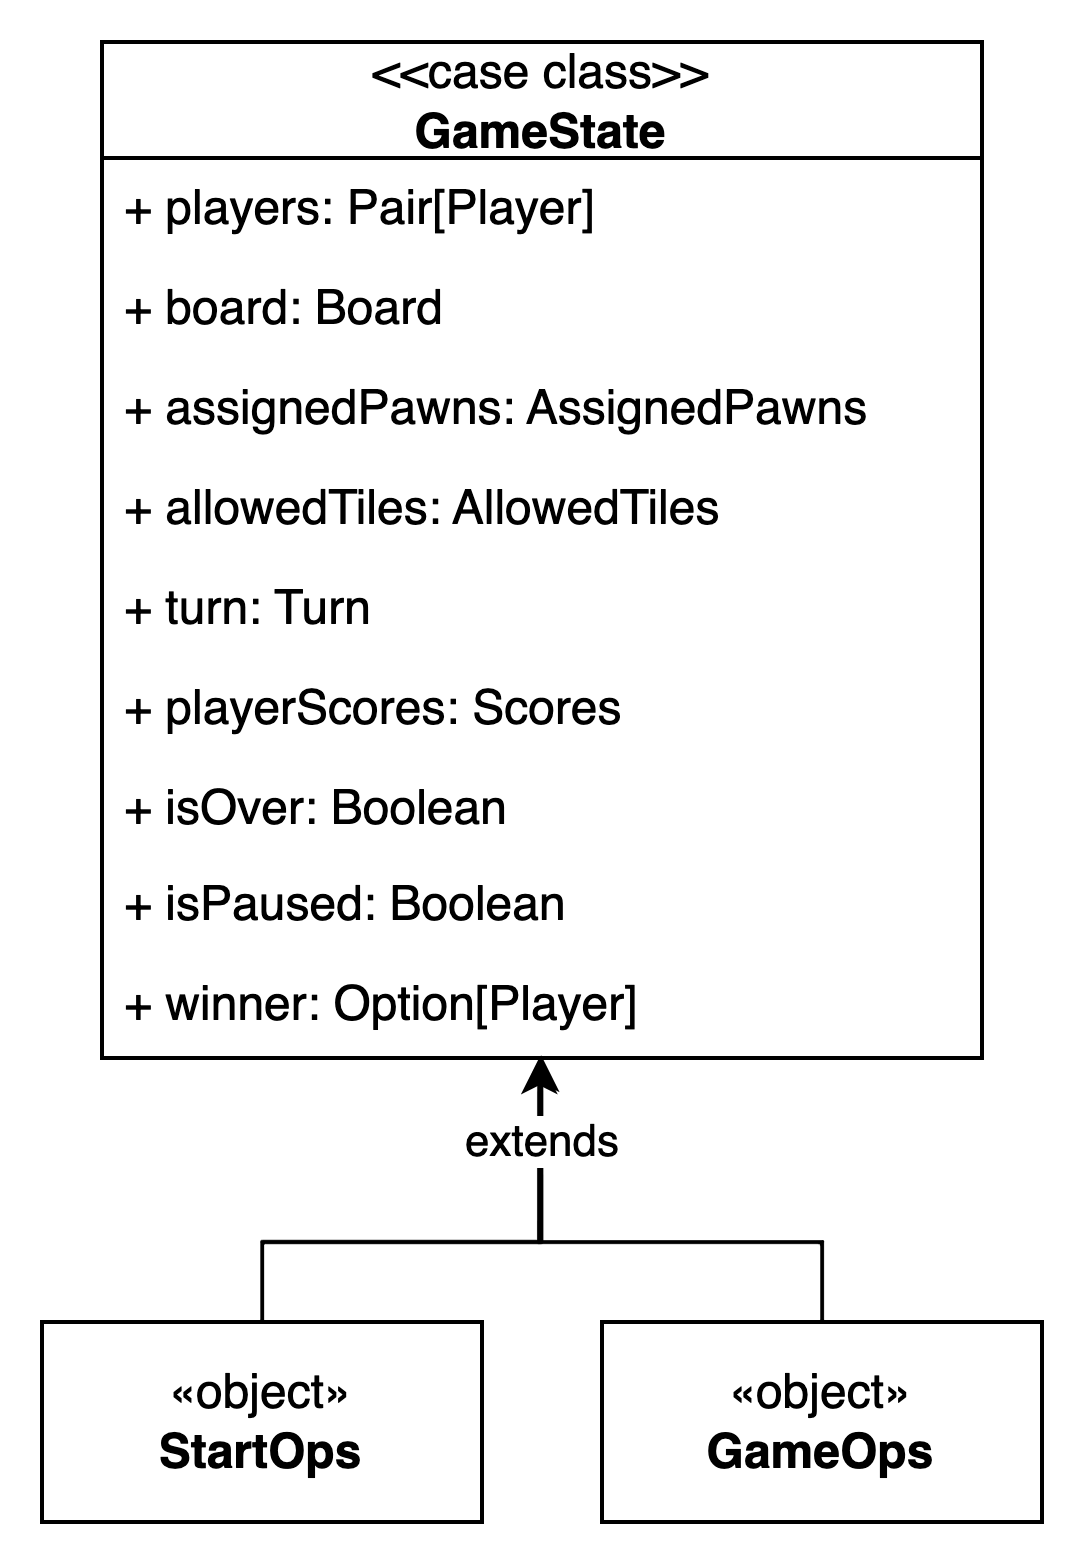 <<case class>>
GameState
+ players: Pair[Player]
+ board: Board
+ assignedPawns: AssignedPawns
+ allowedTiles: AllowedTiles
+ turn: Turn
+ playerScores: Scores
+ isOver: Boolean
+ isPaused: Boolean
+ winner: Option[Player]
extends
«object»
StartOps
«object»
GameOps